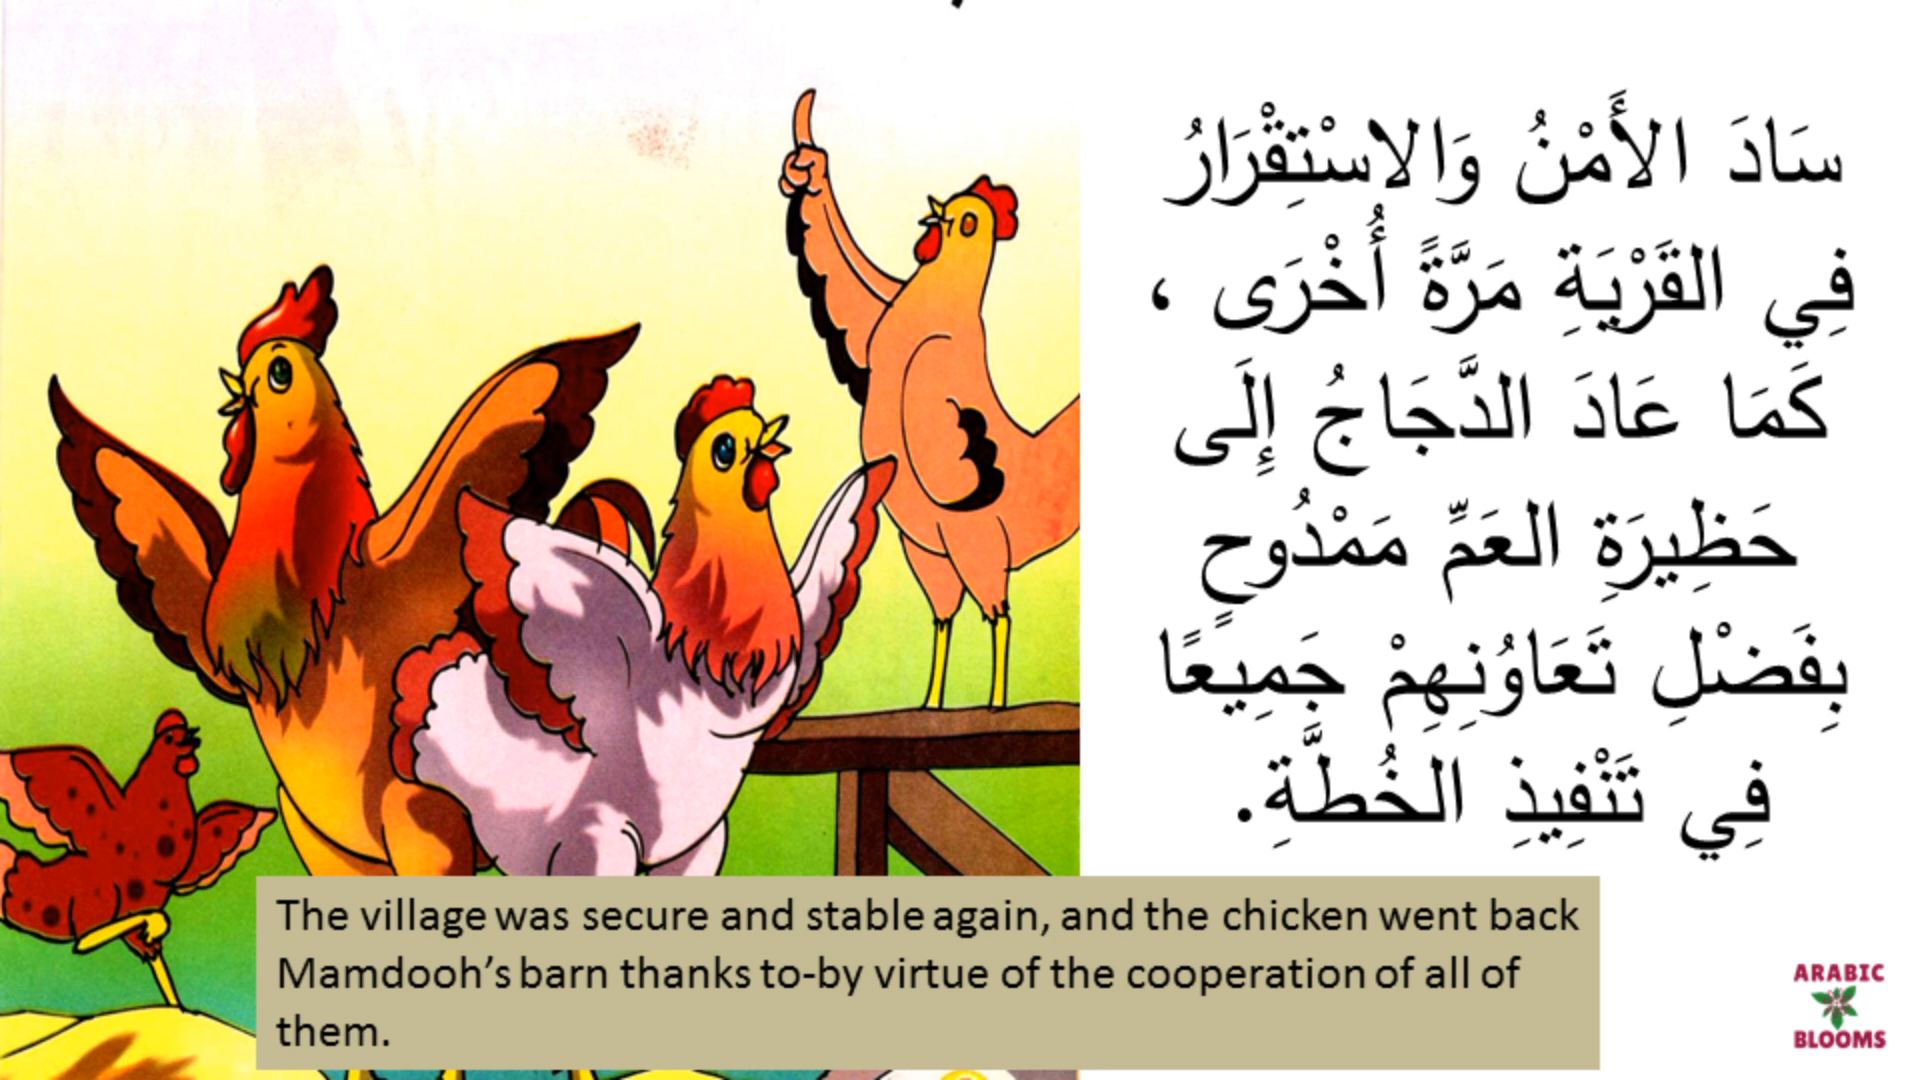 سَادَ الأَمْنُ وَالاسْتِقْرَارُ
فِي القَرْيَةِ مَرَّةً أُخْرَى ،
كَمَا عَادَ الدَّجَاجُ إِلَى
حَظِيرَةِ العَمِّ مَمْدُوحٍ
بِفَضْلِ تَعَاوُنِهِمْ جَمِيعًا
فِي تَنْفِيذِ الخُطَّةِ.
The village was secure and stable again, and the chicken went back
Mamdooh's barn thanks to-by virtue of the cooperation of all of
them.
ARABIC
BLOOMS